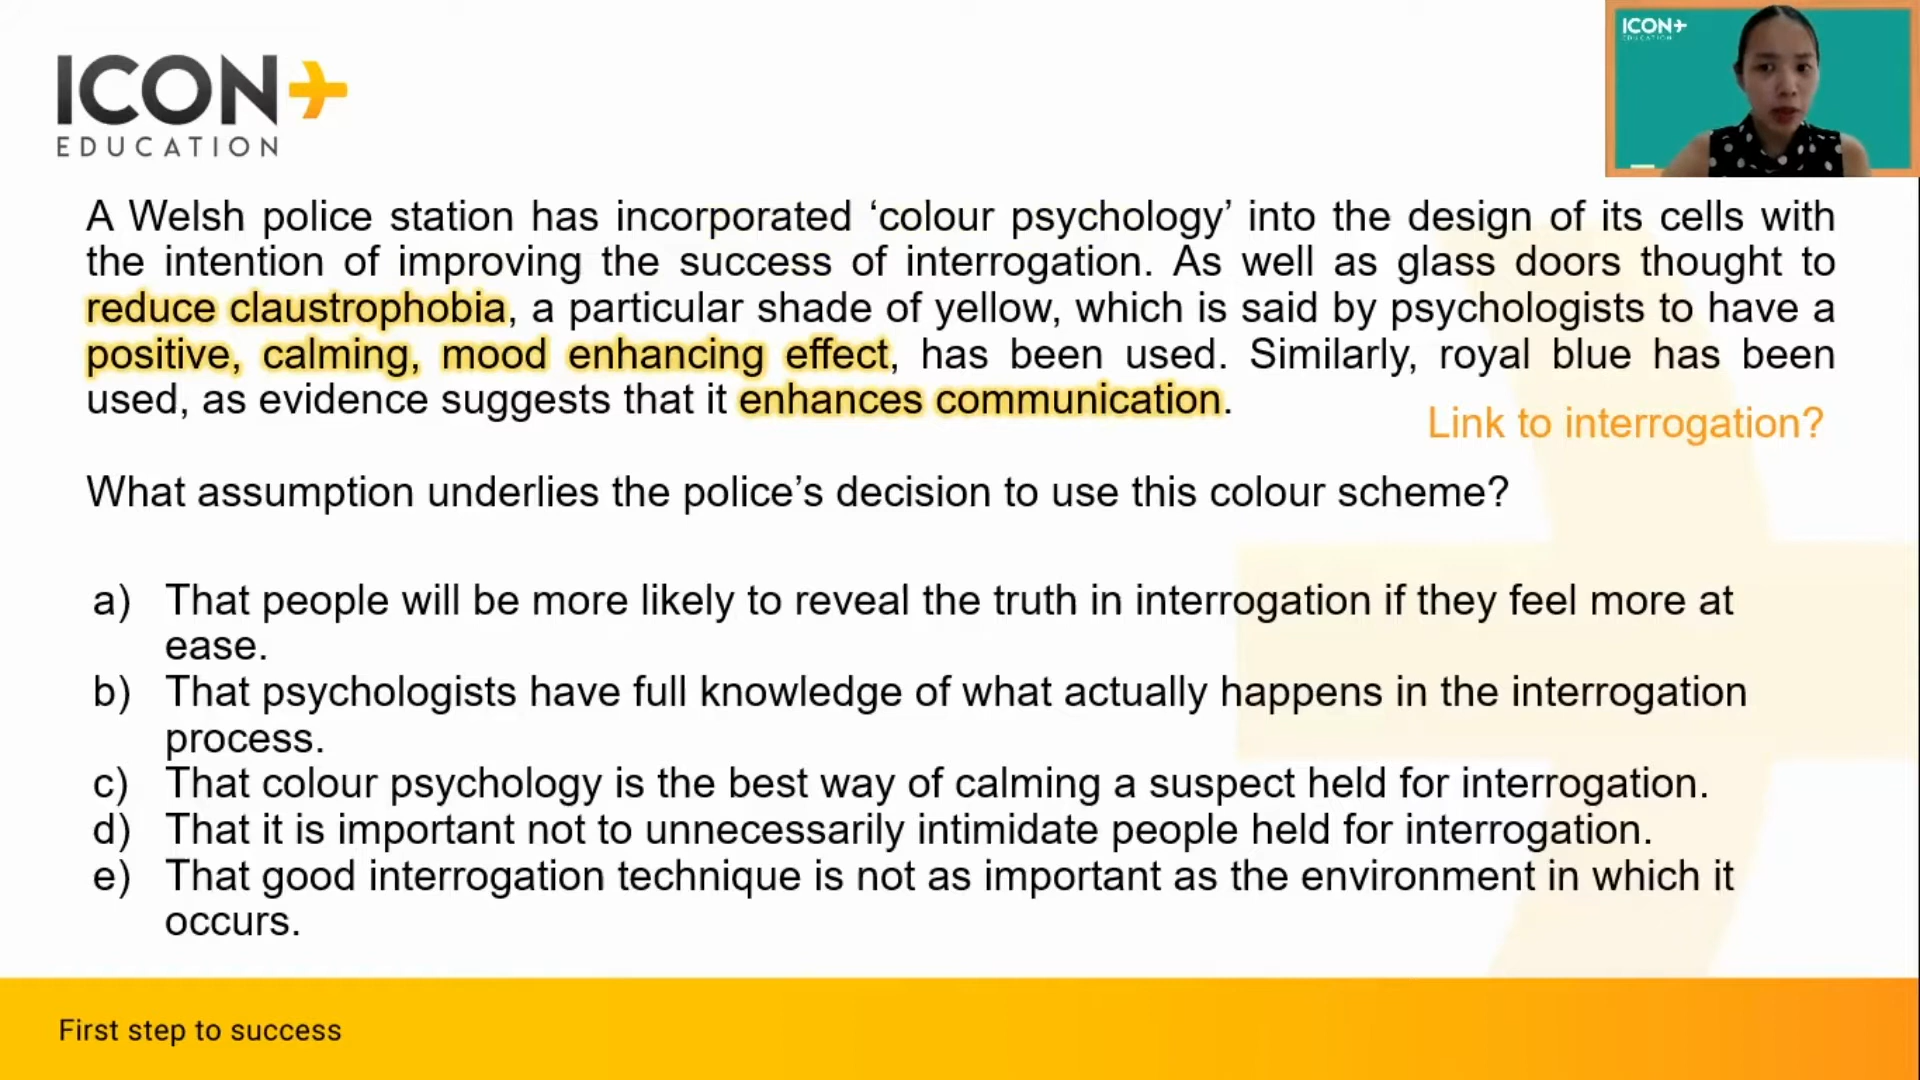 ICON+
EDUCATION
ICON+
EDUCATION
A Welsh police station has incorporated ‘colour psychology’ into the design of its cells with
the intention of improving the success of interrogation. As well as glass doors thought to
reduce claustrophobia, a particular shade of yellow, which is said by psychologists to have a
positive, calming, mood enhancing effect, has been used. Similarly, royal blue has been
used, as evidence suggests that it enhances communication.
Link to interrogation?
What assumption underlies the police’s decision to use this colour scheme?
a) That people will be more likely to reveal the truth in interrogation if they feel more at
ease.
b) That psychologists have full knowledge of what actually happens in the interrogation
process.
c) That colour psychology is the best way of calming a suspect held for interrogation.
d) That it is important not to unnecessarily intimidate people held for interrogation.
e) That good interrogation technique is not as important as the environment in which it
occurs.
First step to success